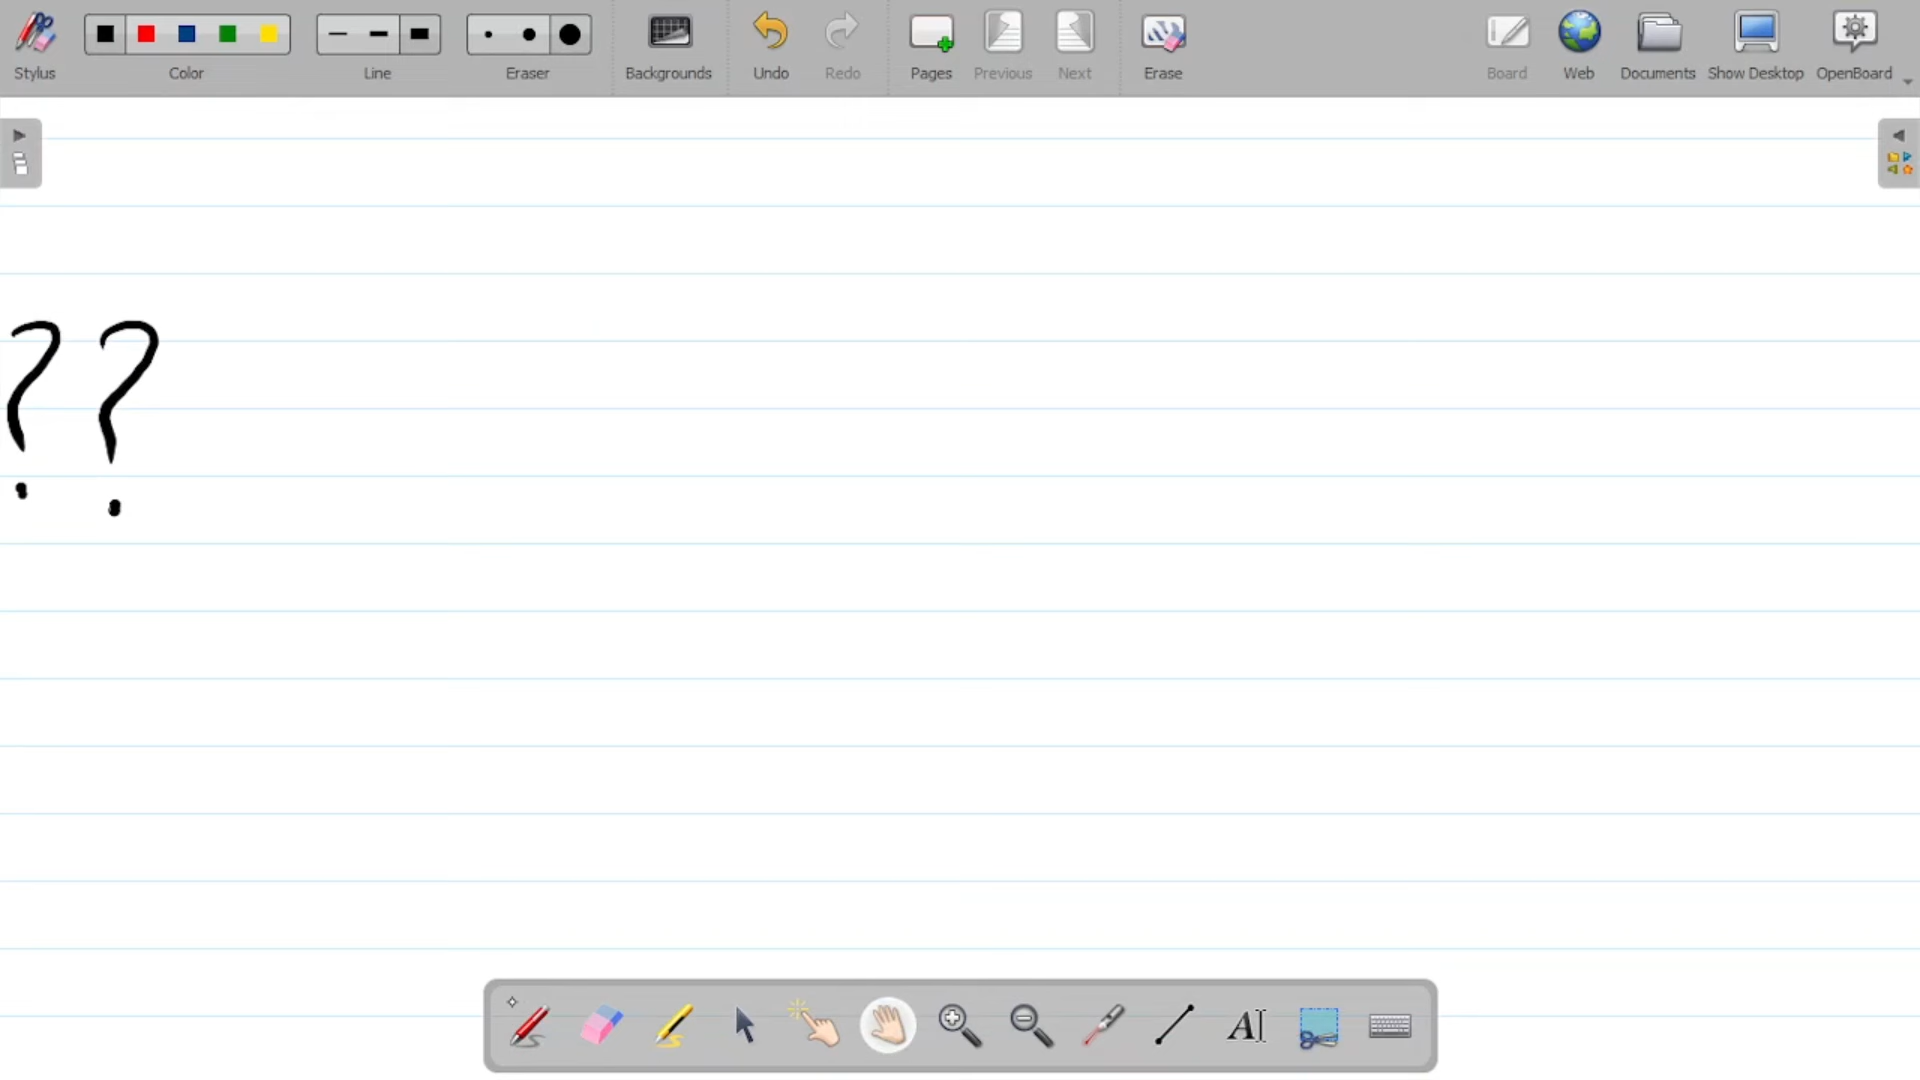 Stylus Color Line Eraser Backgrounds Undo Redo Pages Previous Next Erase Board Web Documents Show Desktop OpenBoard
??
A